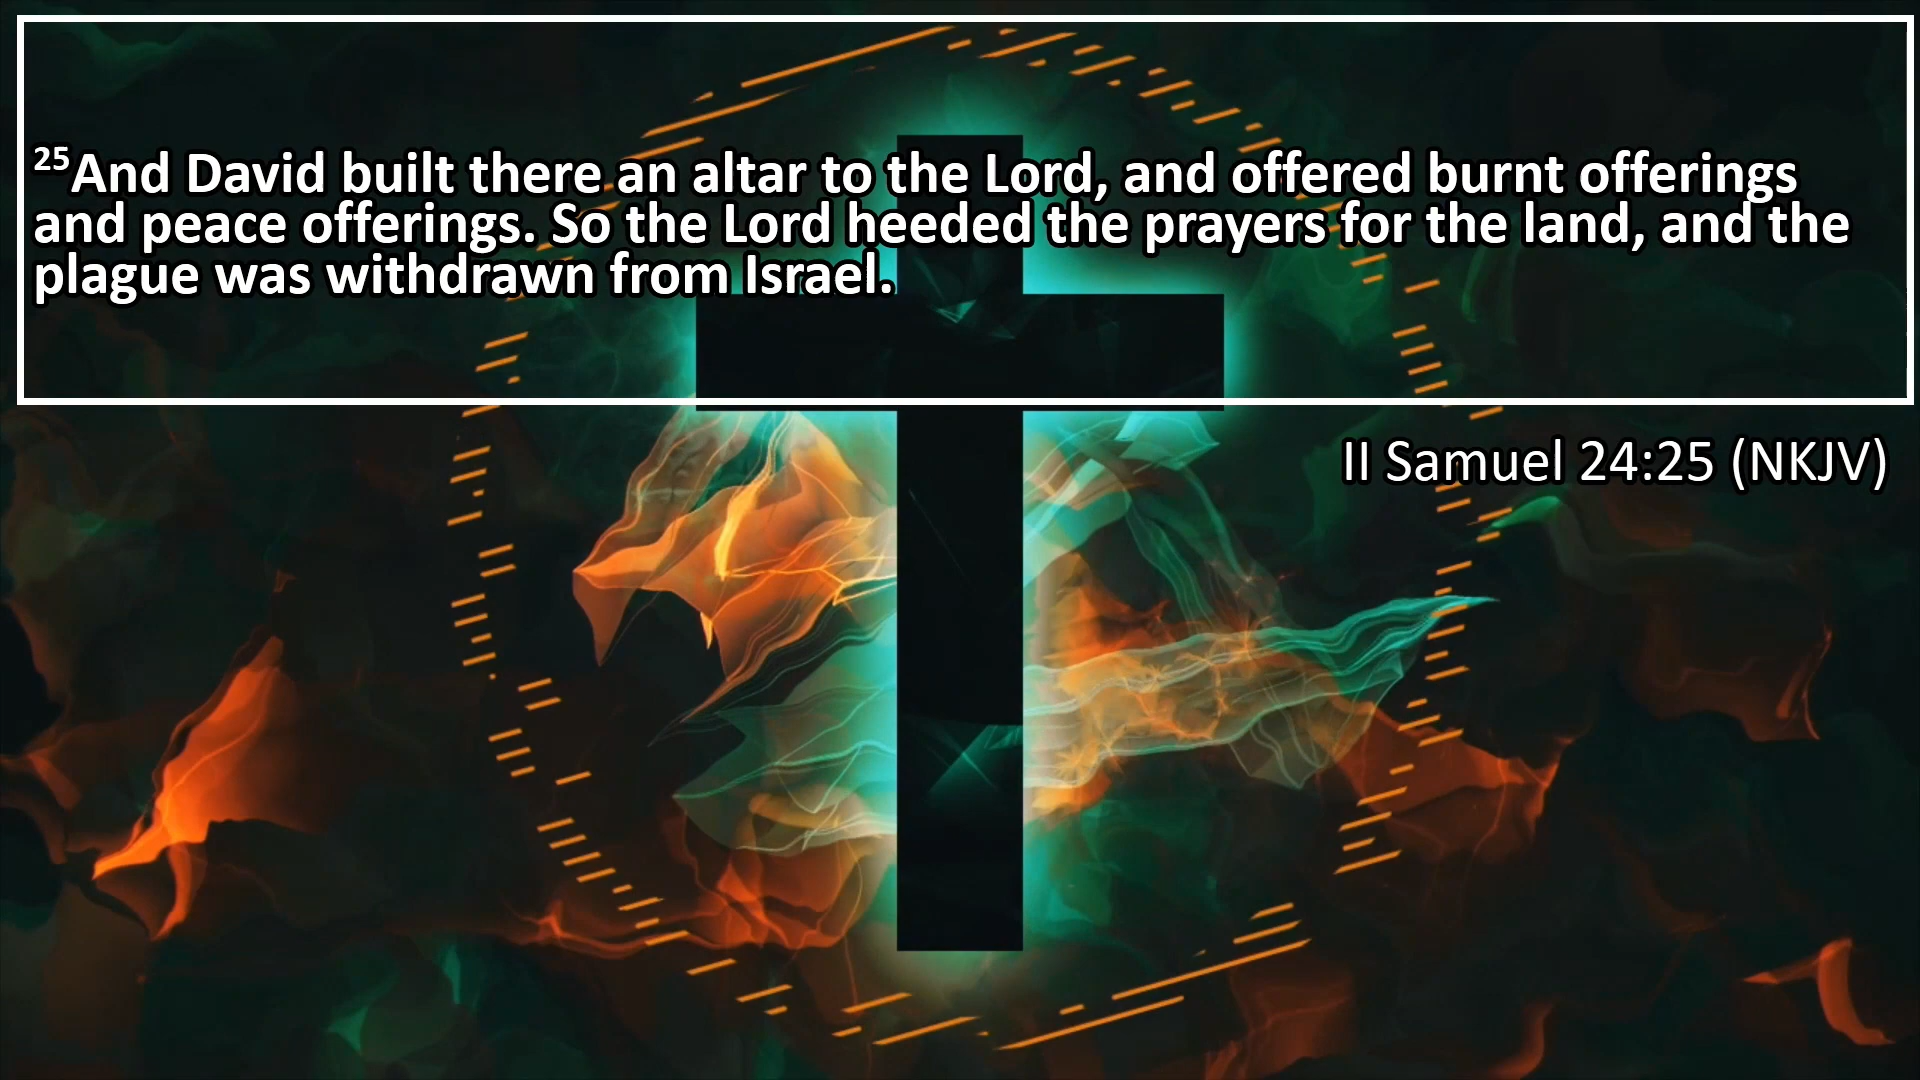 25And David built there an altar to the Lord, and offered burnt offerings
and peace offerings. So the Lord heeded the prayers for the land, and the
plague was withdrawn from Israel.
II Samuel 24:25 (NKJV)